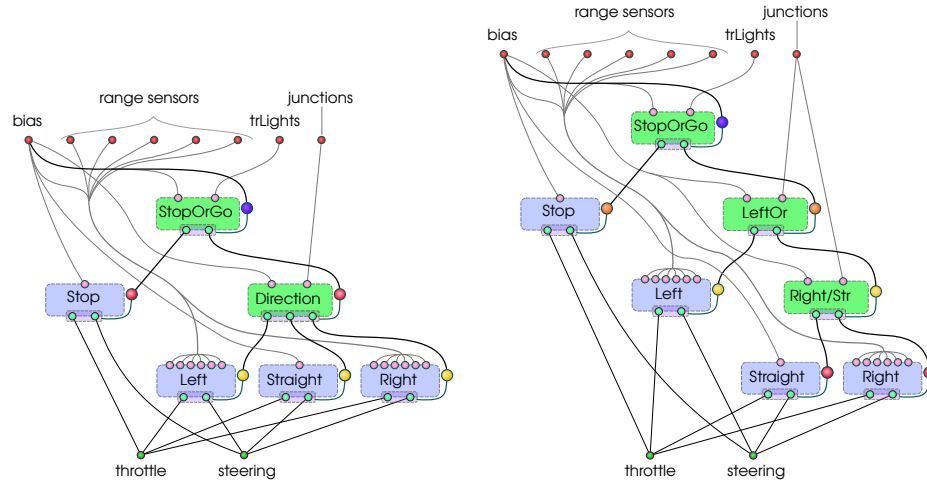 range sensors
junctions
bias
trLights
StopOrGo
Stop
Direction
Left
Straight
Right
throttle
steering
range sensors
junctions
bias
trLights
StopOrGo
Stop
LeftOr
Left
Right/Str
Straight
Right
throttle
steering